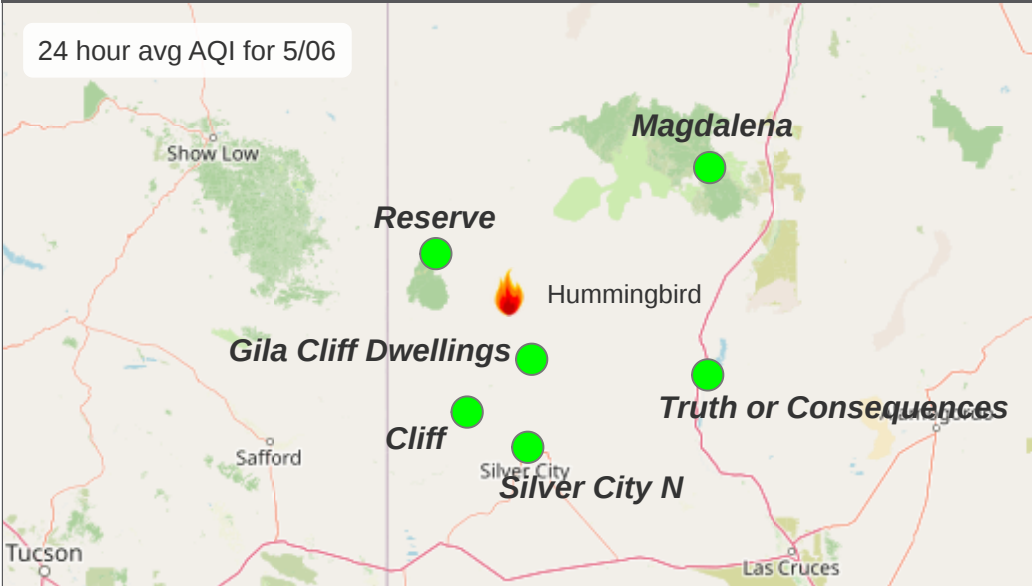 24 hour avg AQI for 5/06
Magdalena
Show Low
Reserve
Hummingbird
Gila Cliff Dwellings
Truth or Consequences
Alamogordo
Cliff
Safford
Silver City
Silver City N
Tucson
Las Cruces